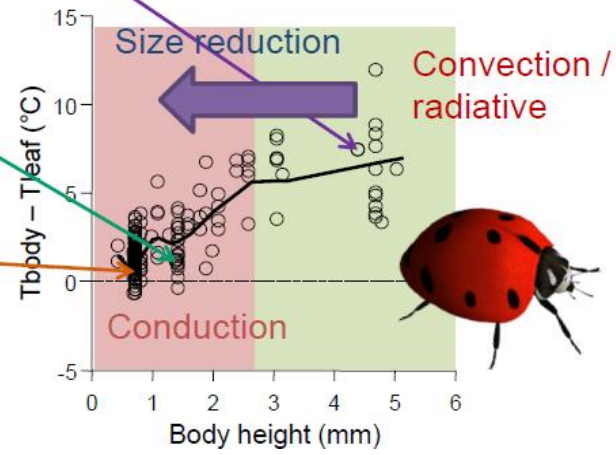 15
Size reduction
Convection /
radiative
10
Tbody – Tleaf (°C)
5
0
Conduction
-5
0 1 2 3 4 5 6
Body height (mm)